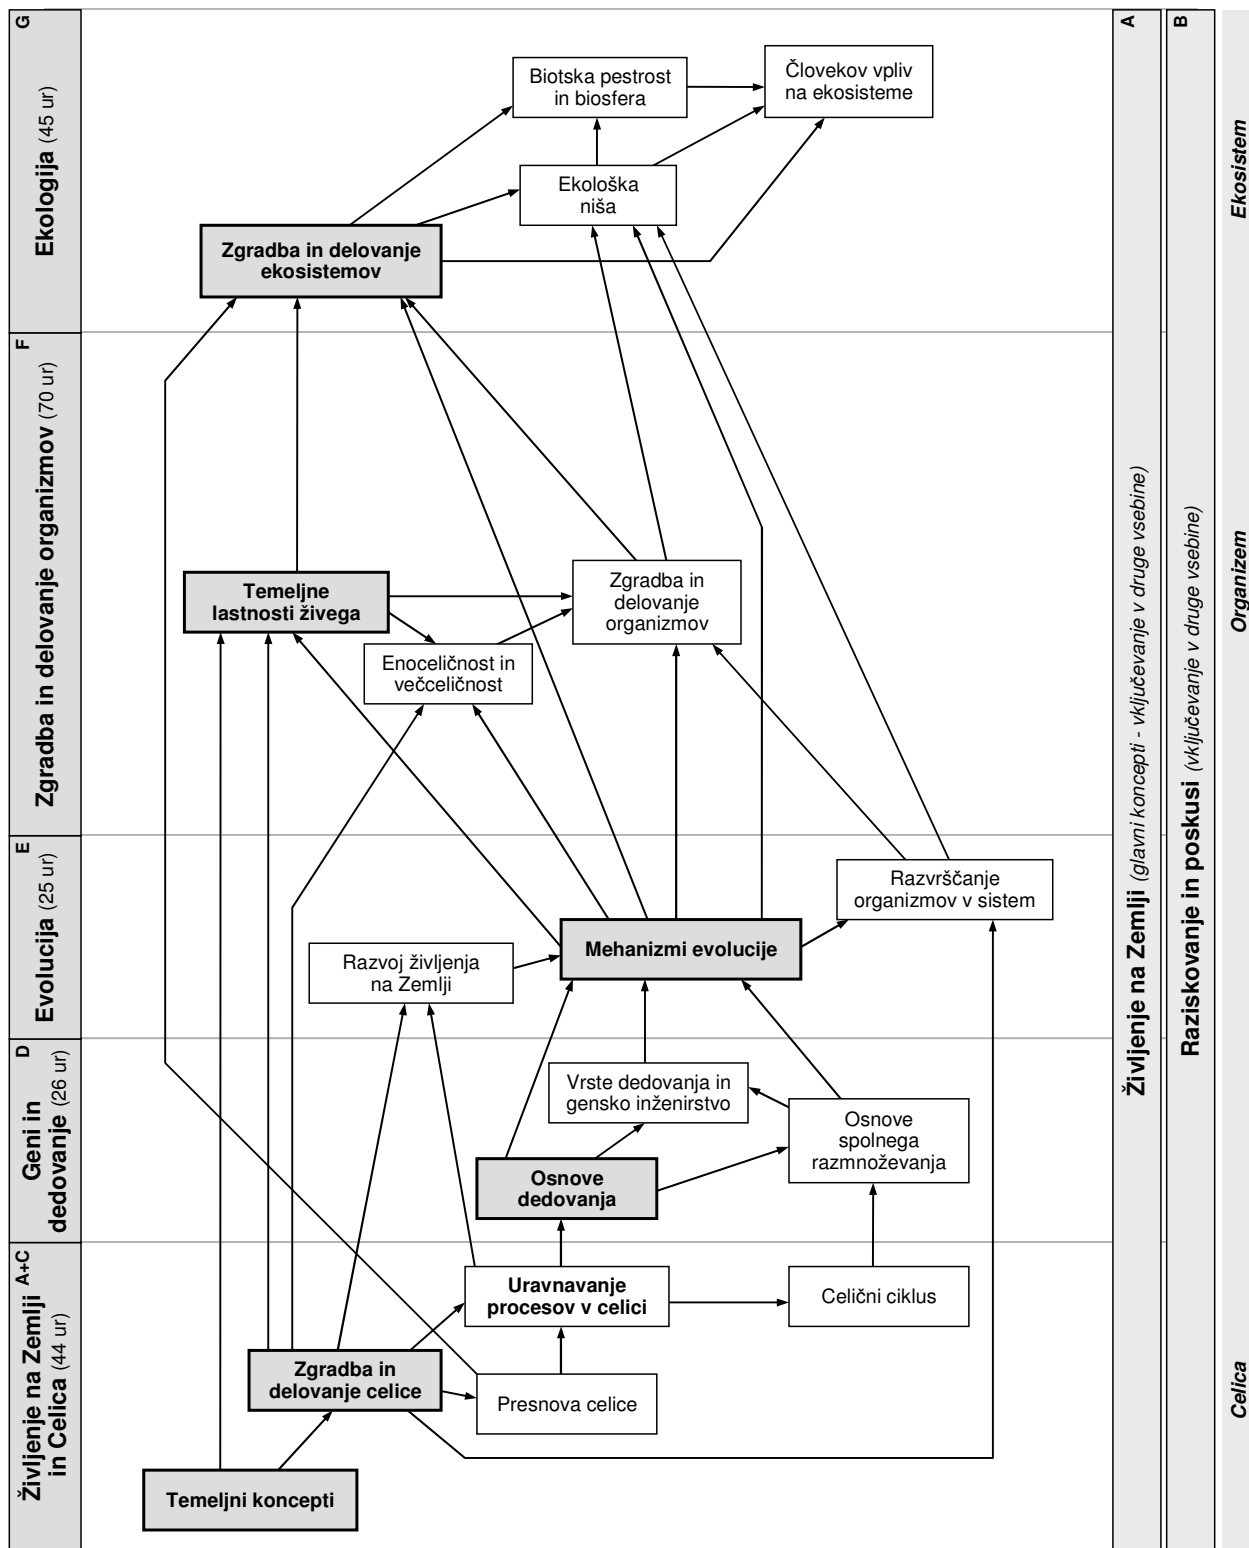 G
Ekologija (45 ur)
F
Zgradba in delovanje organizmov (70 ur)
E
Evolucija (25 ur)
D
Geni in
dedovanje (26 ur)
A+C
Življenje na Zemlji
in Celica (44 ur)
Biotska pestrost
in biosfera
Človekov vpliv
na ekosisteme
Ekološka
niša
Zgradba in delovanje
ekosistemov
Temeljne
lastnosti živega
Zgradba in
delovanje
organizmov
Enoceličnost in
večceličnost
Razvrščanje
organizmov v sistem
Mehanizmi evolucije
Razvoj življenja
na Zemlji
Vrste dedovanja in
gensko inženirstvo
Osnove
spolnega
razmnoževanja
Osnove
dedovanja
Uravnavanje
procesov v celici
Celični ciklus
Zgradba in
delovanje celice
Presnova celice
Temeljni koncepti
A
Življenje na Zemlji (glavni koncepti - vključevanje v druge vsebine)
B
Raziskovanje in poskusi (vključevanje v druge vsebine)
Ekosistem
Organizem
Celica